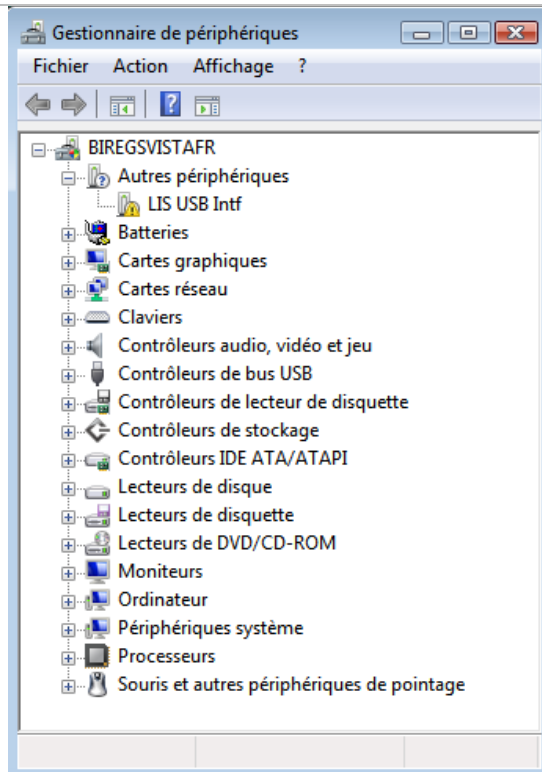 Gestionnaire de périphériques
Fichier Action Affichage ?
BIREGSVISTAFR
Autres périphériques
LIS USB Intf
Batteries
Cartes graphiques
Cartes réseau
Claviers
Contrôleurs audio, vidéo et jeu
Contrôleurs de bus USB
Contrôleurs de lecteur de disquette
Contrôleurs de stockage
Contrôleurs IDE ATA/ATAPI
Lecteurs de disque
Lecteurs de disquette
Lecteurs de DVD/CD-ROM
Moniteurs
Ordinateur
Périphériques système
Processeurs
Souris et autres périphériques de pointage